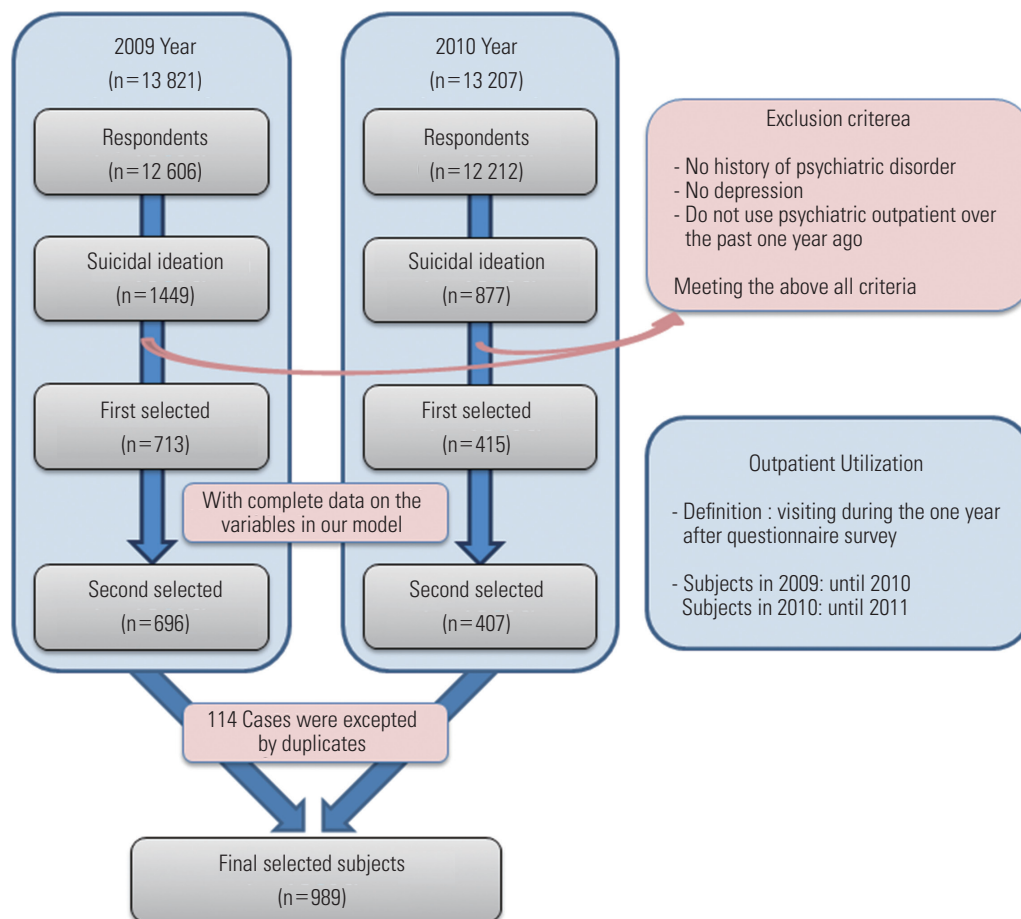 2009 Year
(n=13 821)
Respondents
(n=12 606)
Suicidal ideation
(n=1449)
First selected
(n=713)
Second selected
(n=696)
2010 Year
(n=13 207)
Respondents
(n=12 212)
Suicidal ideation
(n=877)
First selected
(n=415)
Second selected
(n=407)
With complete data on the
variables in our model
114 Cases were excepted
by duplicates
Final selected subjects
(n=989)
Exclusion criterea
- No history of psychiatric disorder
- No depression
- Do not use psychiatric outpatient over
the past one year ago
Meeting the above all criteria
Outpatient Utilization
- Definition : visiting during the one year
after questionnaire survey
- Subjects in 2009: until 2010
Subjects in 2010: until 2011